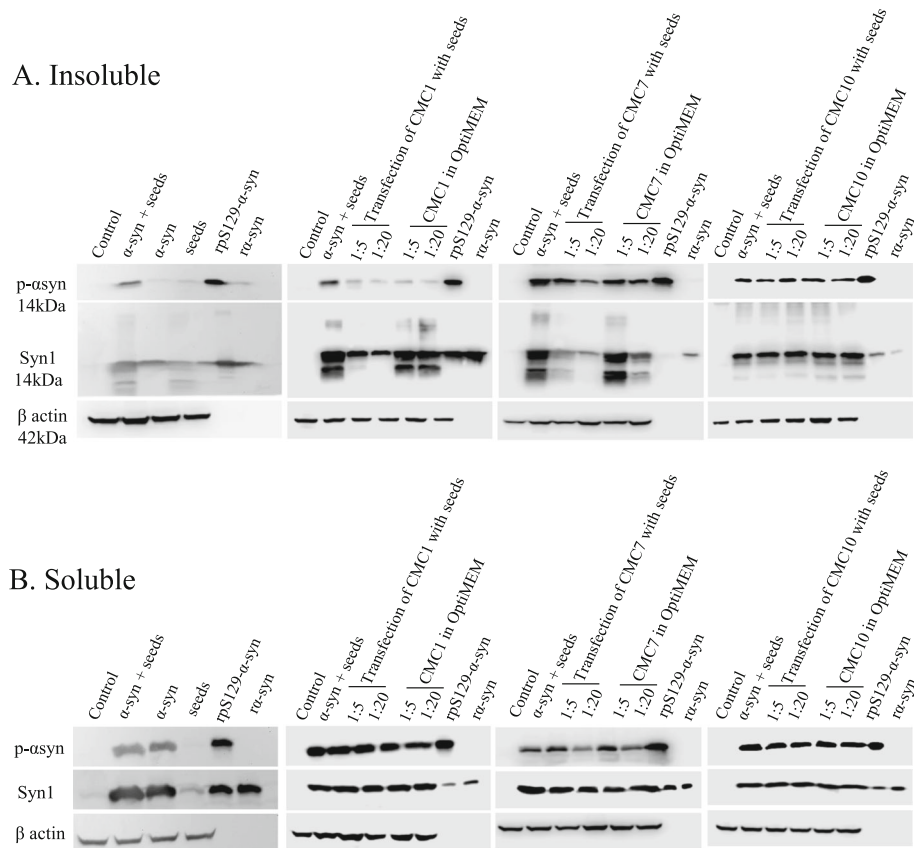 A. Insoluble
Control
α-syn + seeds
α-syn
seeds
rpS129-α-syn
rα-syn
Control
α-syn + seeds
1:5
Transfection of CMC1 with seeds
1:20
1:5
CMC1 in OptiMEM
1:20
rpS129-α-syn
rα-syn
Control
α-syn + seeds
1:5
Transfection of CMC7 with seeds
1:20
1:5
CMC7 in OptiMEM
1:20
rpS129-α-syn
rα-syn
Control
α-syn + seeds
1:5
Transfection of CMC10 with seeds
1:20
1:5
CMC10 in OptiMEM
1:20
rpS129-α-syn
rα-syn
p-αsyn
14kDa
Syn1
14kDa
β actin
42kDa
B. Soluble
Control
α-syn + seeds
α-syn
seeds
rpS129-α-syn
rα-syn
Control
α-syn + seeds
1:5
Transfection of CMC1 with seeds
1:20
1:5
CMC1 in OptiMEM
1:20
rpS129-α-syn
rα-syn
Control
α-syn + seeds
1:5
Transfection of CMC7 with seeds
1:20
1:5
CMC7 in OptiMEM
1:20
rpS129-α-syn
rα-syn
Control
α-syn + seeds
1:5
Transfection of CMC10 with seeds
1:20
1:5
CMC10 in OptiMEM
1:20
rpS129-α-syn
rα-syn
p-αsyn
Syn1
β actin